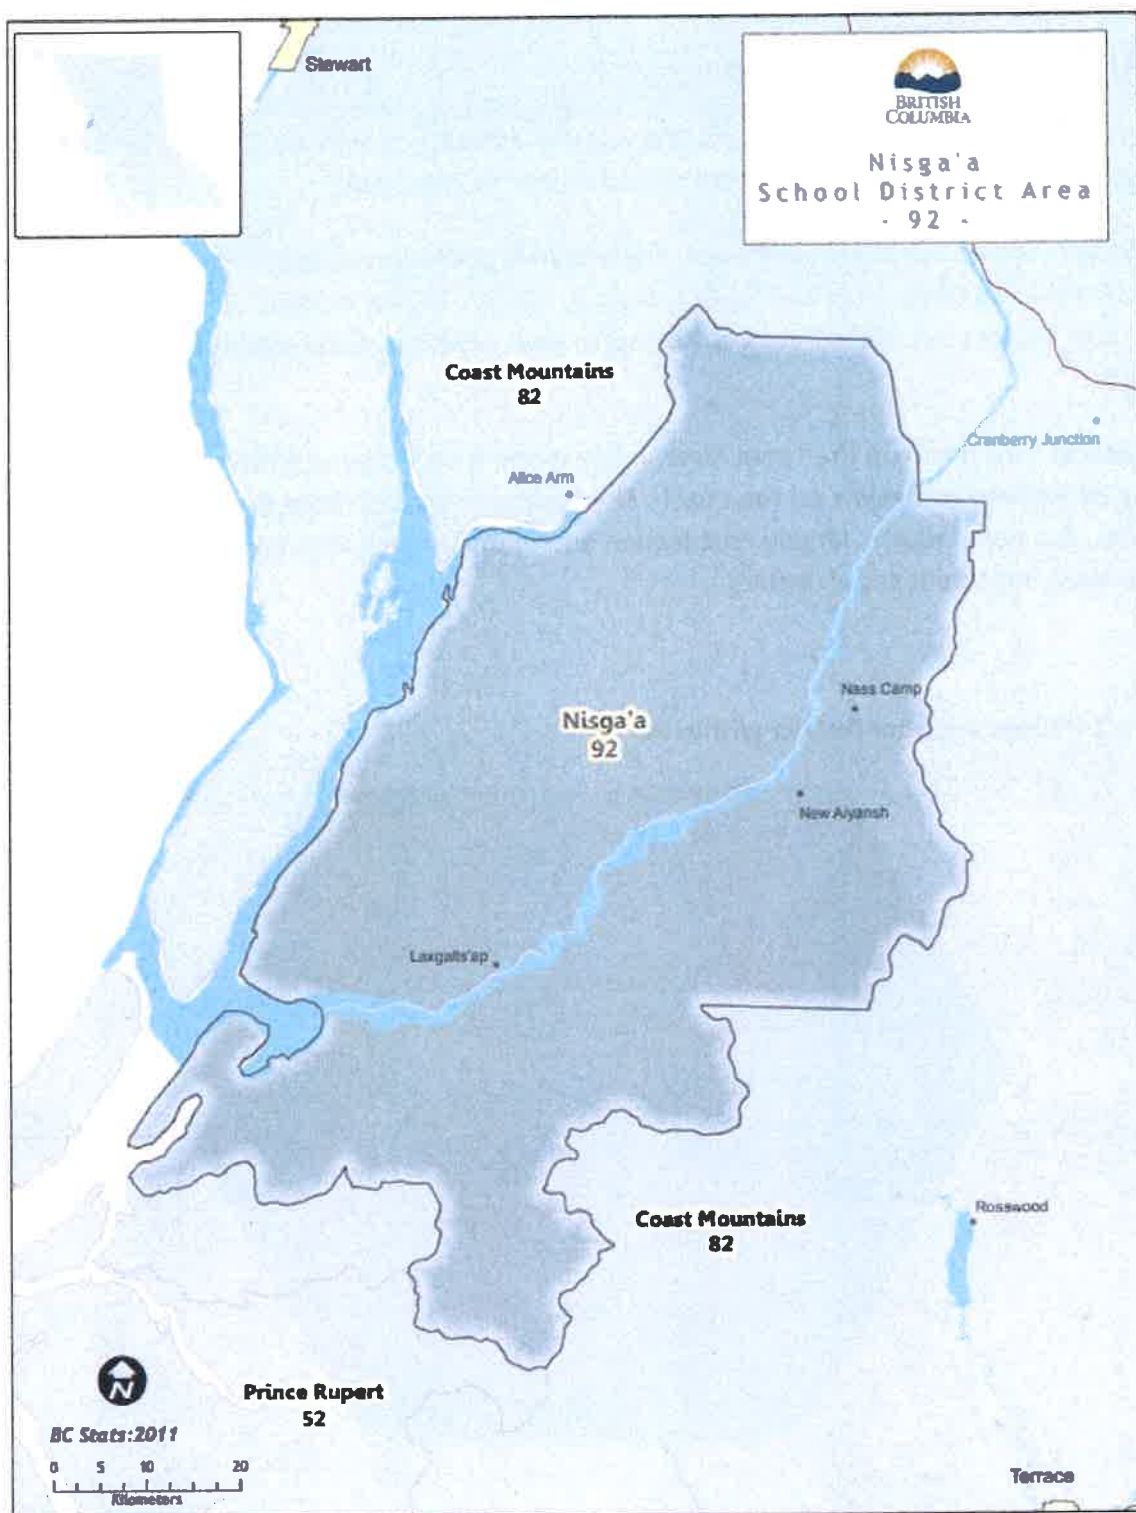 Stewart
BRITISH
COLUMBIA
Nisga'a
School District Area
- 92 -
Coast Mountains
82
Cranberry Junction
Alice Arm
Nass Camp
Nisga'a
92
New Aiyansh
Laxgalts'ap
Rosswood
Coast Mountains
82
N
Prince Rupert
52
BC Stats:2011
0 5 10 20
Kilometers
Terrace